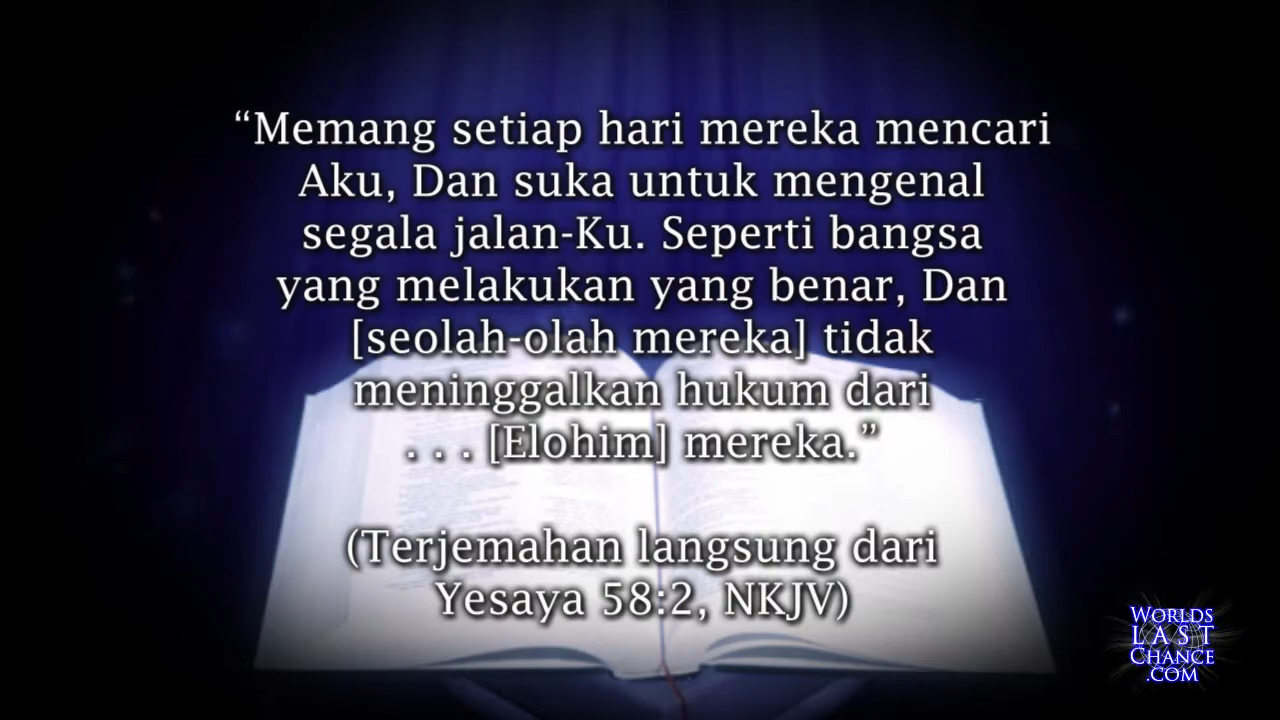 “Memang setiap hari mereka mencari
Aku, Dan suka untuk mengenal
segala jalan-Ku. Seperti bangsa
yang melakukan yang benar, Dan
[seolah-olah mereka] tidak
meninggalkan hukum dari
. . . [Elohim] mereka.”
(Terjemahan langsung dari
Yesaya 58:2, NKJV)
WORLDS
LAST
CHANCE
.COM